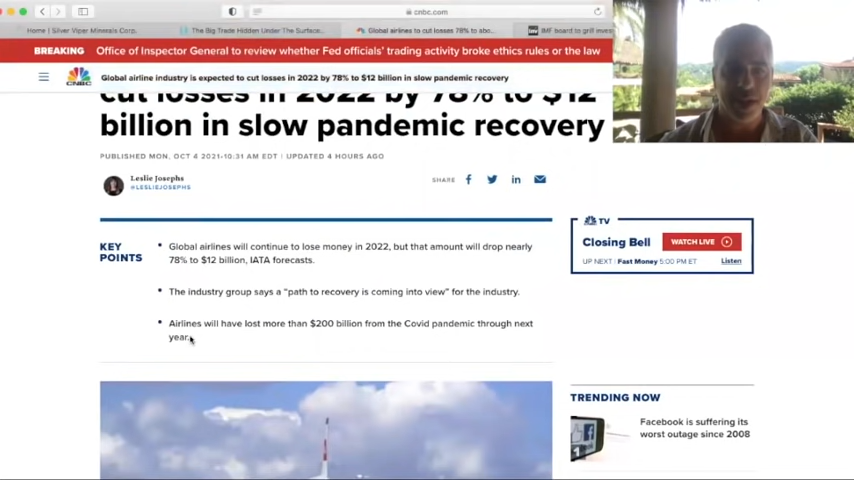 cnbc.com
Home | Silver Viper Minerals Corp.
The Big Trade Hidden Under The Surface...
Global airlines to cut losses 78% to abo...
IMF board to grill inves
BREAKING Office of Inspector General to review whether Fed officials' trading activity broke ethics rules or the law
CNBC Global airline industry is expected to cut losses in 2022 by 78% to $12 billion in slow pandemic recovery
cut losses in 2022 by 78% to $12
billion in slow pandemic recovery
PUBLISHED MON, OCT 4 2021•10:31 AM EDT | UPDATED 4 HOURS AGO
Leslie Josephs
@LESLIEJOSEPHS
SHARE
KEY
POINTS
• Global airlines will continue to lose money in 2022, but that amount will drop nearly
78% to $12 billion, IATA forecasts.
• The industry group says a “path to recovery is coming into view” for the industry.
• Airlines will have lost more than $200 billion from the Covid pandemic through next
year.
TV
Closing Bell
WATCH LIVE
UP NEXT | Fast Money 5:00 PM ET
Listen
TRENDING NOW
Facebook is suffering its
worst outage since 2008